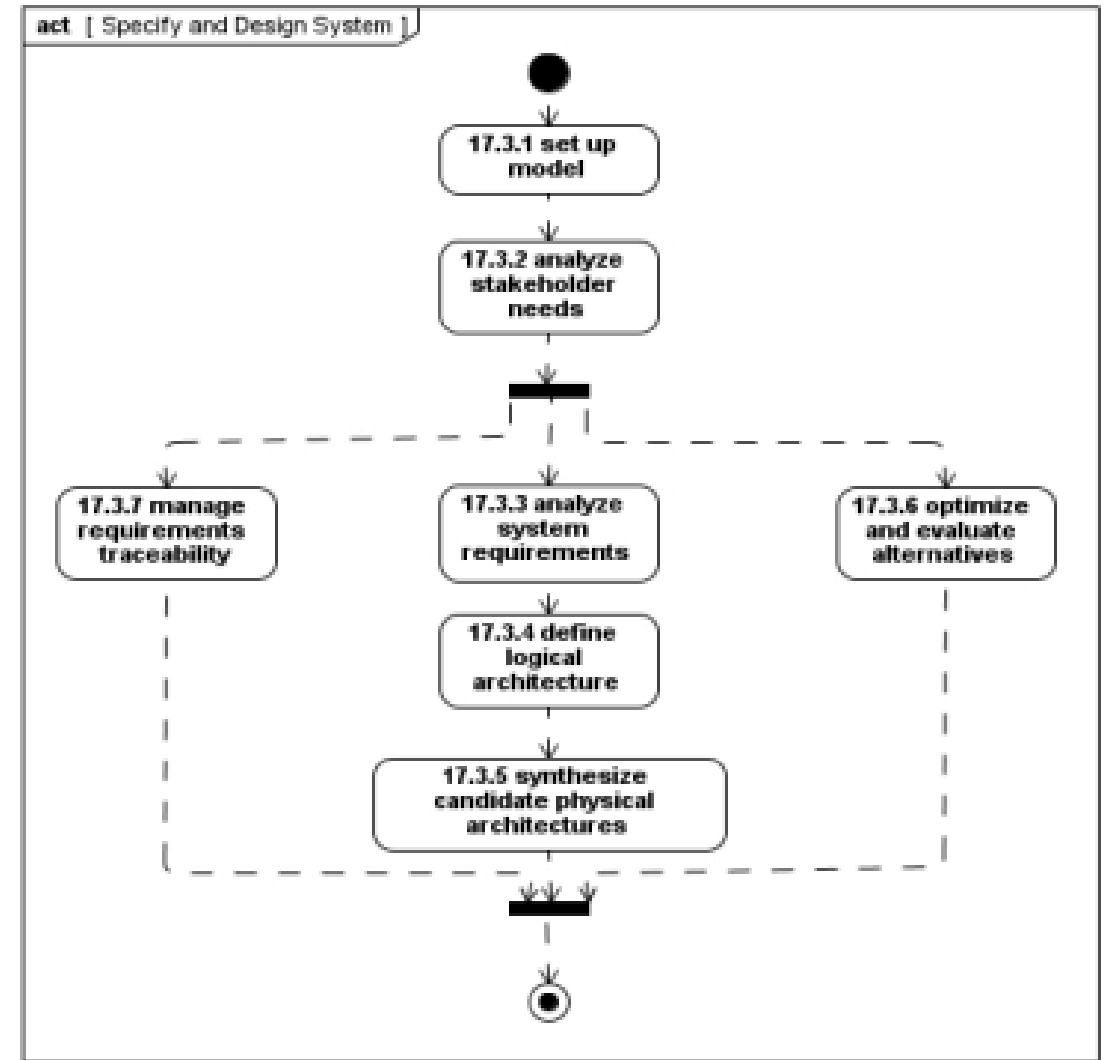 act [ Specify and Design System ]
17.3.1 set up
model
17.3.2 analyze
stakeholder
needs
17.3.7 manage
requirements
traceability
17.3.3 analyze
system
requirements
17.3.6 optimize
and evaluate
alternatives
17.3.4 define
logical
architecture
17.3.5 synthesize
candidate physical
architectures